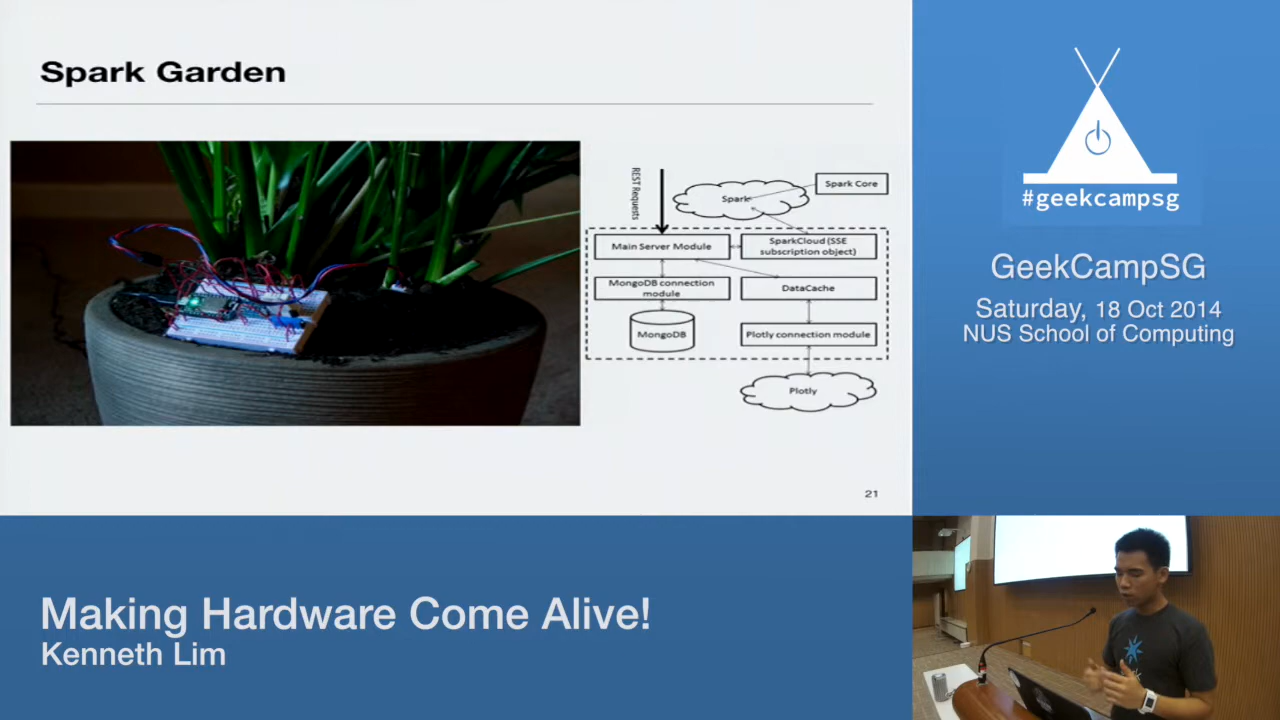 Spark Garden
REST Requests
Spark
Spark Core
Main Server Module
SparkCloud (SSE
subscription object)
MongoDB connection
module
DataCache
MongoDB
Plotly connection module
Plotly
21
#geekcampsg
GeekCampSG
Saturday, 18 Oct 2014
NUS School of Computing
Making Hardware Come Alive!
Kenneth Lim